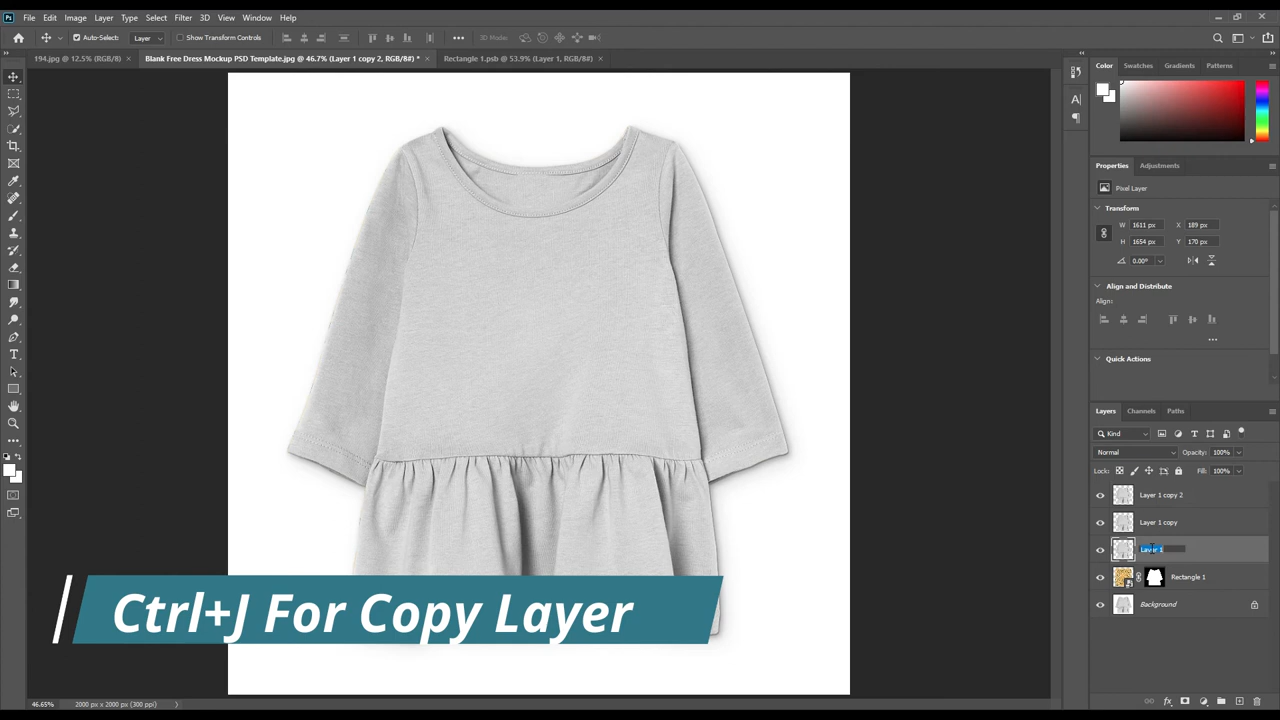 Ps File Edit Image Layer Type Select Filter 3D View Window Help
Auto-Select: Layer Show Transform Controls 3D Mode:
194.jpg @ 12.5% (RGB/8) Blank Free Dress Mockup PSD Template.jpg @ 46.7% (Layer 1 copy 2, RGB/8#) * Rectangle 1.psb @ 53.9% (Layer 1, RGB/8#)
Color Swatches Gradients Patterns
Properties Adjustments
Pixel Layer
Transform
W 1611 px X 189 px
H 1654 px Y 170 px
0.00°
Align and Distribute
Align:
Quick Actions
Layers Channels Paths
Kind
Normal Opacity: 100%
Lock: Fill: 100%
Layer 1 copy 2
Layer 1 copy
Layer 1
Rectangle 1
Background
Ctrl+J For Copy Layer
46.65% 2000 px x 2000 px (300 ppi)